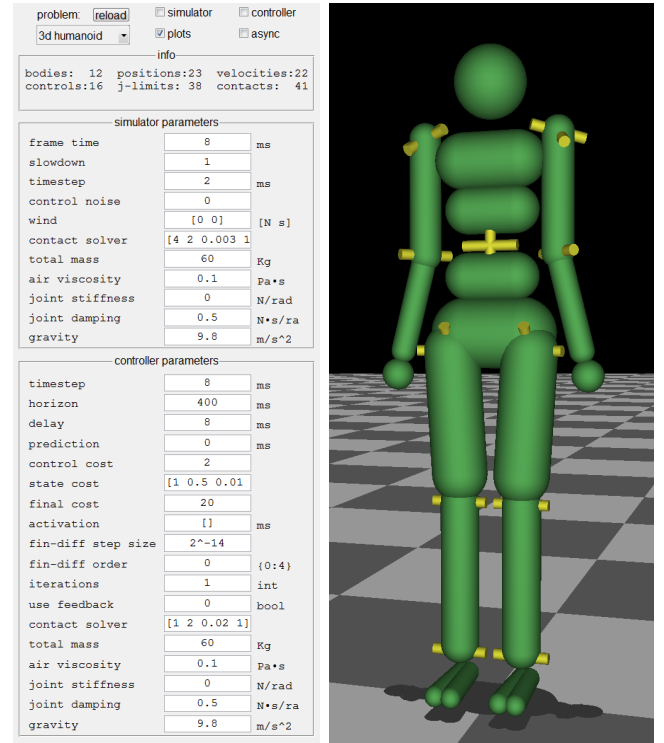 problem: reload simulator controller
3d humanoid plots async
info
bodies: 12 positions:23 velocities:22
controls:16 j-limits: 38 contacts: 41
simulator parameters
frame time 8 ms
slowdown 1
timestep 2 ms
control noise 0
wind [0 0] [N s]
contact solver [4 2 0.003 1
total mass 60 Kg
air viscosity 0.1 Pa•s
joint stiffness 0 N/rad
joint damping 0.5 N•s/ra
gravity 9.8 m/s^2
controller parameters
timestep 8 ms
horizon 400 ms
delay 8 ms
prediction 0 ms
control cost 2
state cost [1 0.5 0.01
final cost 20
activation [] ms
fin-diff step size 2^-14
fin-diff order 0 {0:4}
iterations 1 int
use feedback 0 bool
contact solver [1 2 0.02 1]
total mass 60 Kg
air viscosity 0.1 Pa•s
joint stiffness 0 N/rad
joint damping 0.5 N•s/ra
gravity 9.8 m/s^2